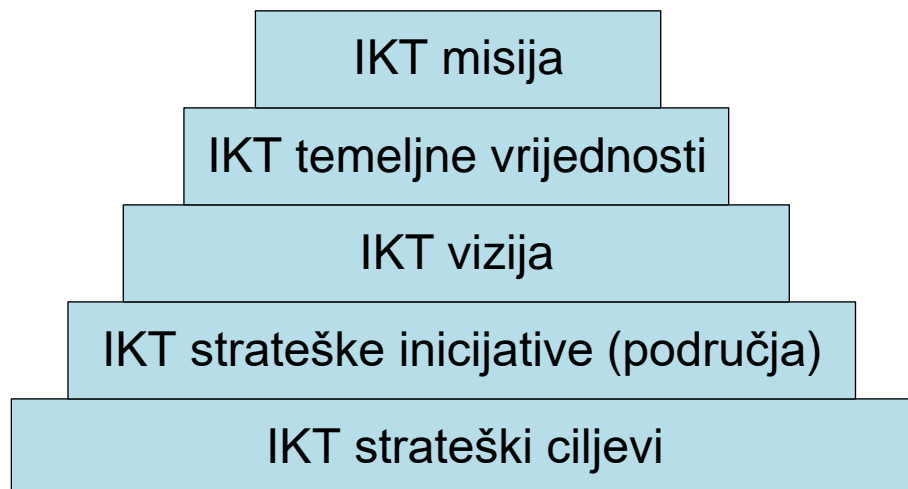 IKT misija
IKT temeljne vrijednosti
IKT vizija
IKT strateške inicijative (područja)
IKT strateški ciljevi